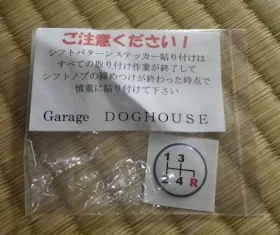 ご注意ください！
シフトパターンステッカー貼り付けは
すべての取り付け作業が終了して
シフトノブの締めつけが終わった時点で
慎重に貼り付けて下さい
Garage DOGHOUSE
1 3
2 4 R